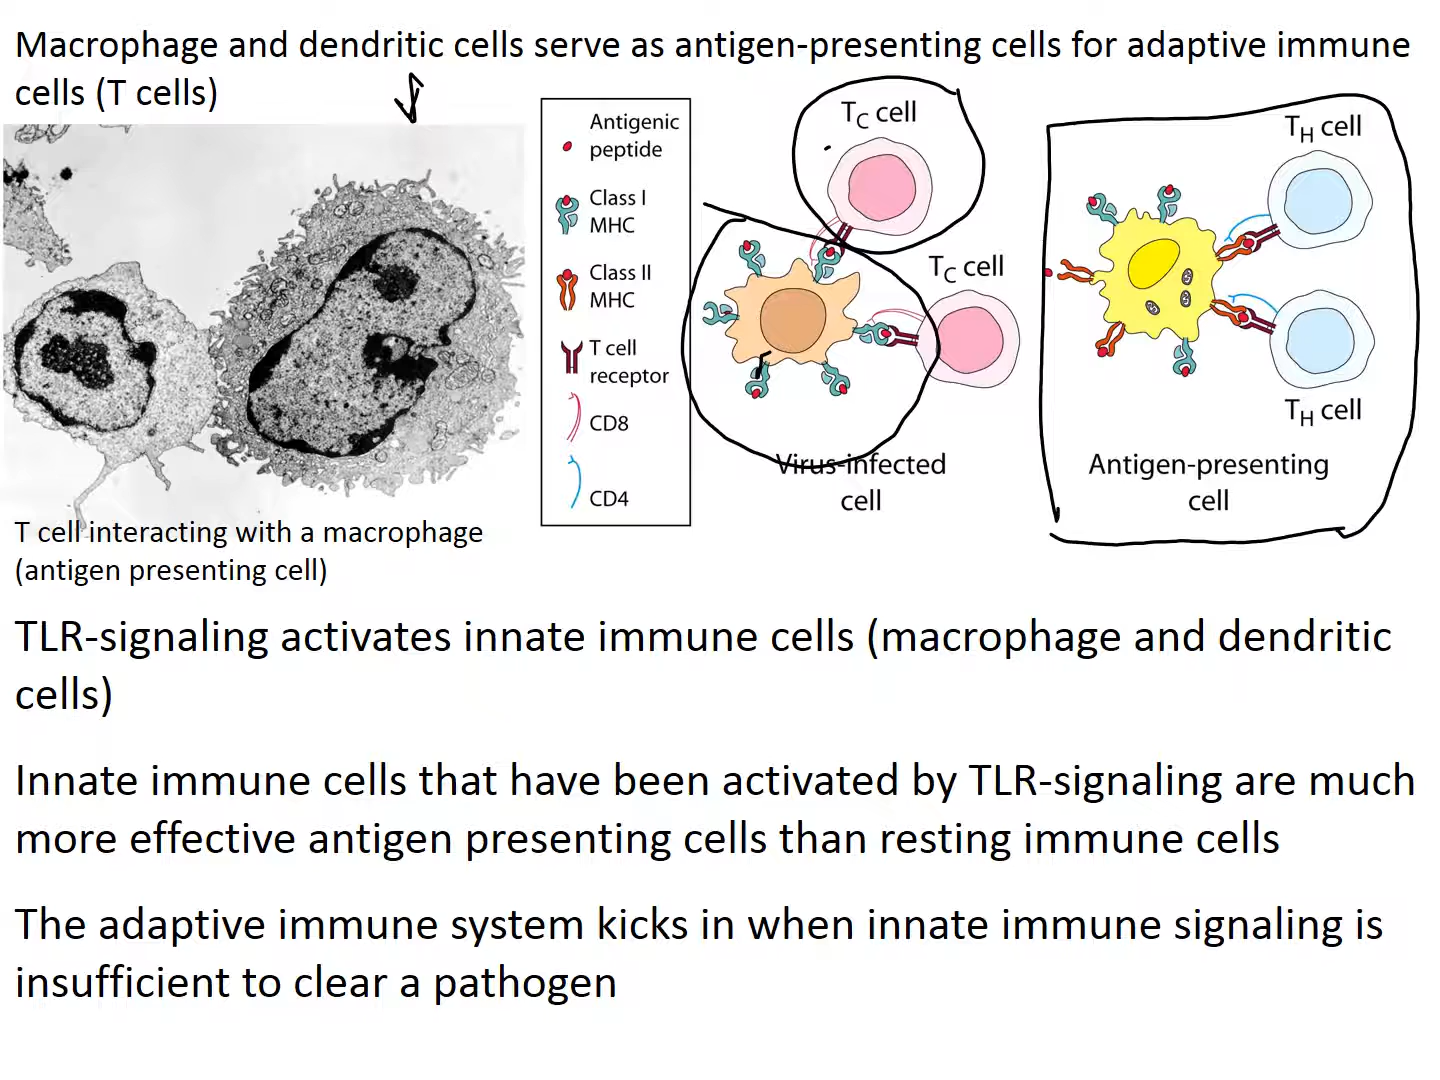 Macrophage and dendritic cells serve as antigen-presenting cells for adaptive immune
cells (T cells)
Antigenic
peptide
Class I
MHC
Class II
MHC
T cell
receptor
CD8
CD4
TC cell
TC cell
Virus-infected
cell
TH cell
TH cell
Antigen-presenting
cell
T cell interacting with a macrophage
(antigen presenting cell)
TLR-signaling activates innate immune cells (macrophage and dendritic
cells)
Innate immune cells that have been activated by TLR-signaling are much
more effective antigen presenting cells than resting immune cells
The adaptive immune system kicks in when innate immune signaling is
insufficient to clear a pathogen